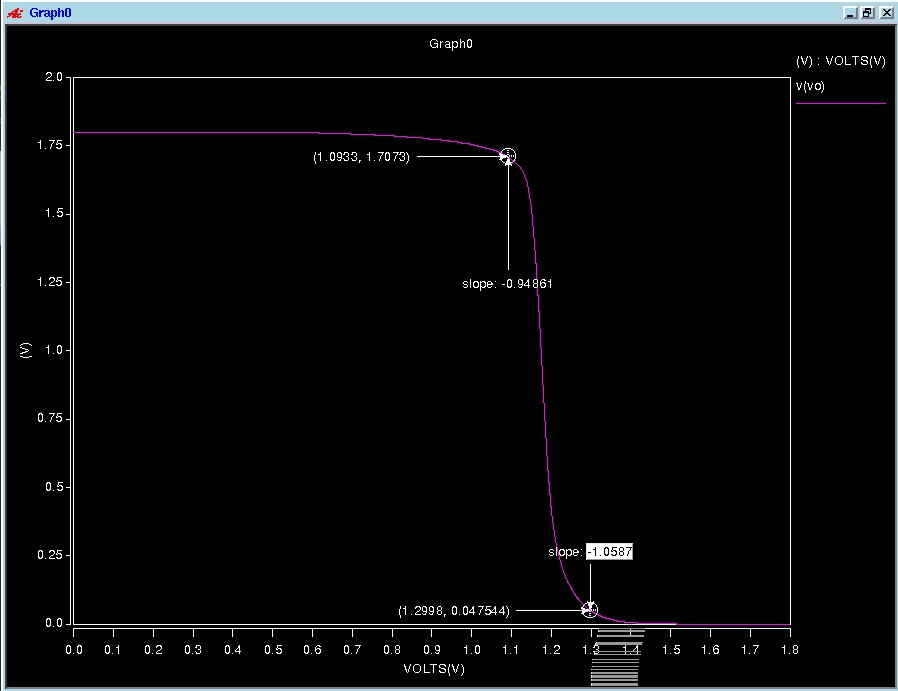 Graph0
Graph0
(V) : VOLTS(V)
v(vo)
2.0
1.75
1.5
1.25
1.0
0.75
0.5
0.25
0.0
(V)
(1.0933, 1.7073)
slope: -0.94861
slope: -1.0587
(1.2998, 0.047544)
0.0 0.1 0.2 0.3 0.4 0.5 0.6 0.7 0.8 0.9 1.0 1.1 1.2 1.3 1.4 1.5 1.6 1.7 1.8
VOLTS(V)